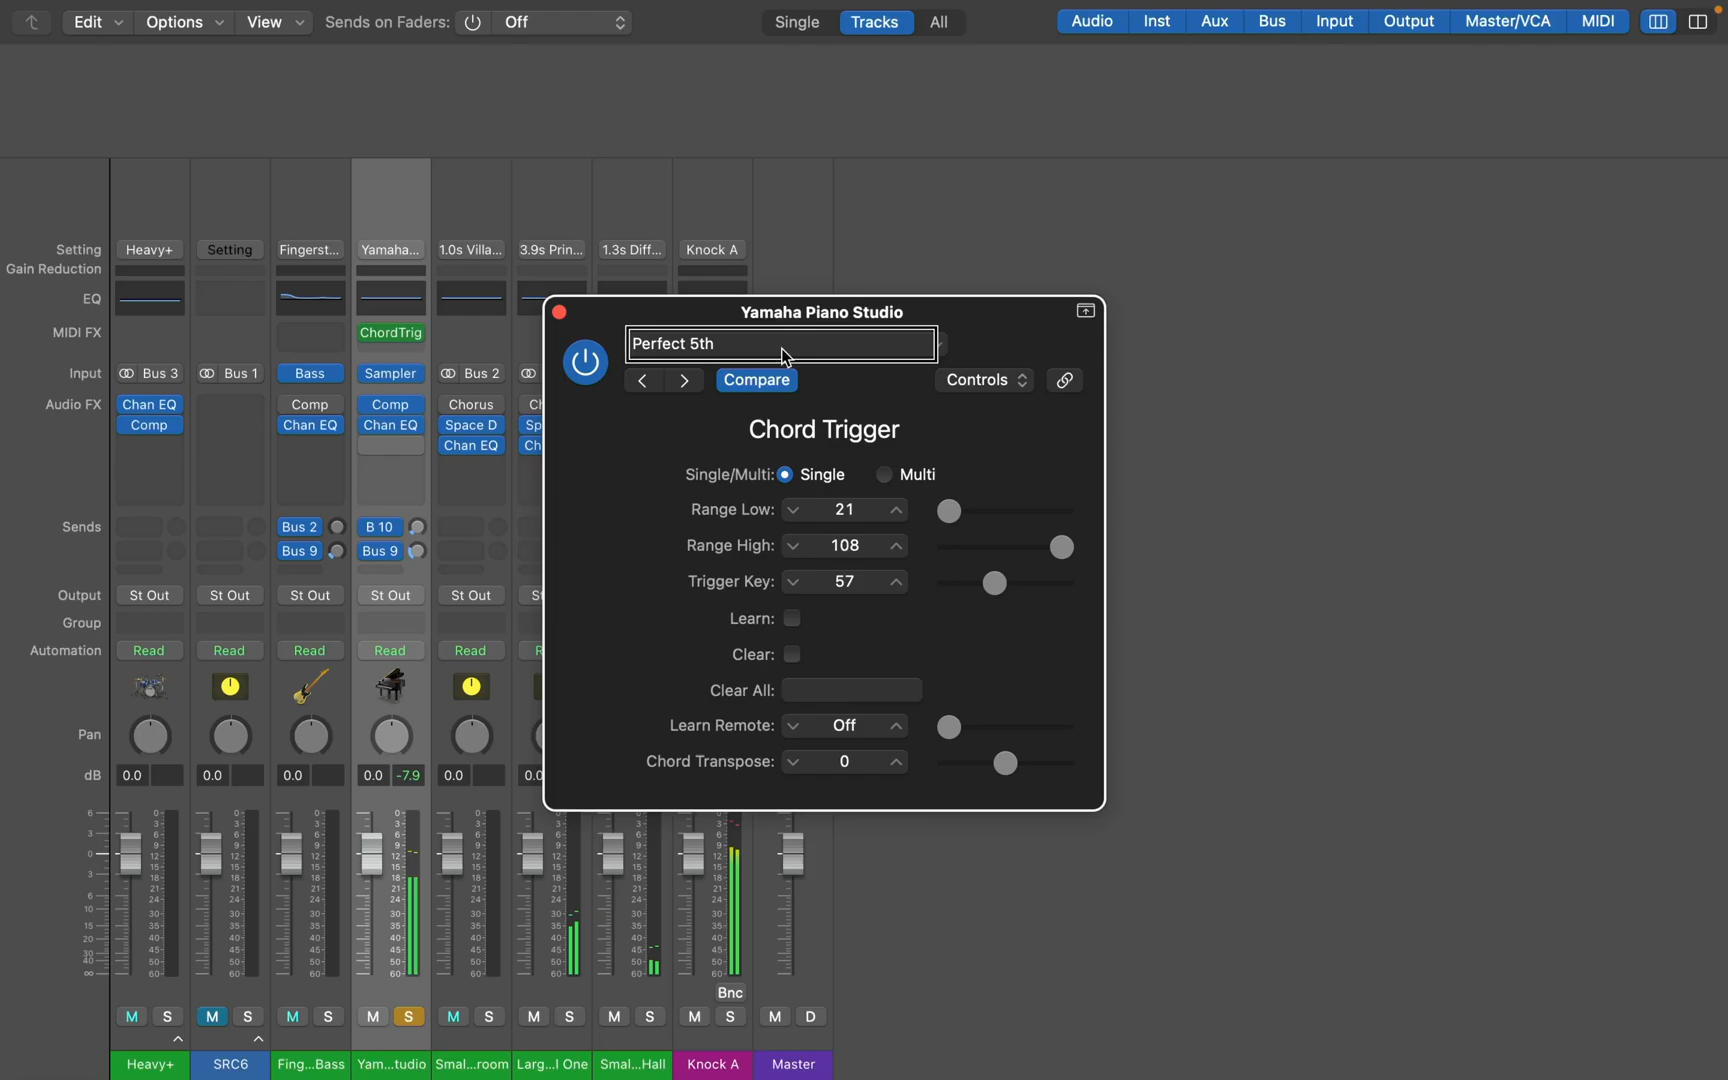 Edit Options View Sends on Faders: Off Single Tracks All Audio Inst Aux Bus Input Output Master/VCA MIDI
Setting Heavy+ Setting Fingerst... Yamaha... 1.0s Villa... 3.9s Prin... 1.3s Diff... Knock A
Gain Reduction
EQ
MIDI FX ChordTrig
Input Bus 3 Bus 1 Bass Sampler Bus 2
Audio FX Chan EQ Comp Comp Chorus
Comp Chan EQ Chan EQ Space D
Chan EQ
Sends Bus 2 B 10
Bus 9 Bus 9
Output St Out St Out St Out St Out St Out
Group
Automation Read Read Read Read Read
Pan
dB 0.0 0.0 0.0 0.0 -7.9 0.0 0.0
Yamaha Piano Studio
Perfect 5th
Compare Controls
Chord Trigger
Single/Multi: Single Multi
Range Low: 21
Range High: 108
Trigger Key: 57
Learn:
Clear:
Clear All:
Learn Remote: Off
Chord Transpose: 0
Bnc
M S M S M S M S M S M S M S M S M D
Heavy+ SRC6 Fing...Bass Yam...tudio Smal...room Larg...l One Smal...Hall Knock A Master